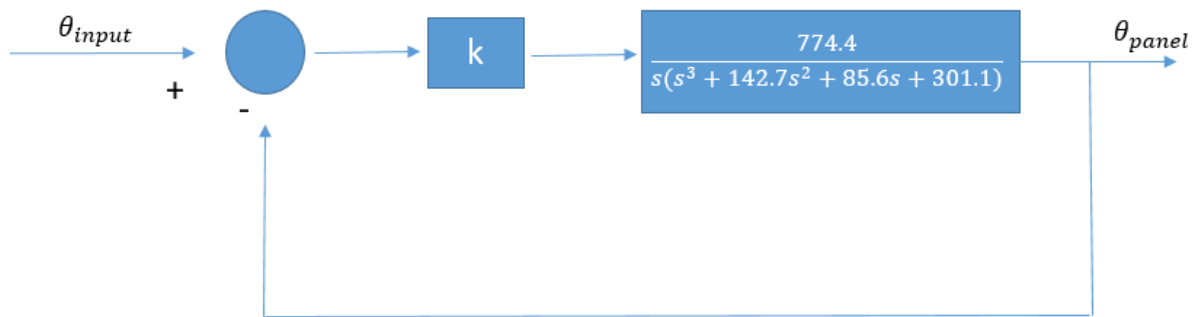 θ_input
+
-
k
774.4
s(s³ + 142.7s² + 85.6s + 301.1)
θ_panel